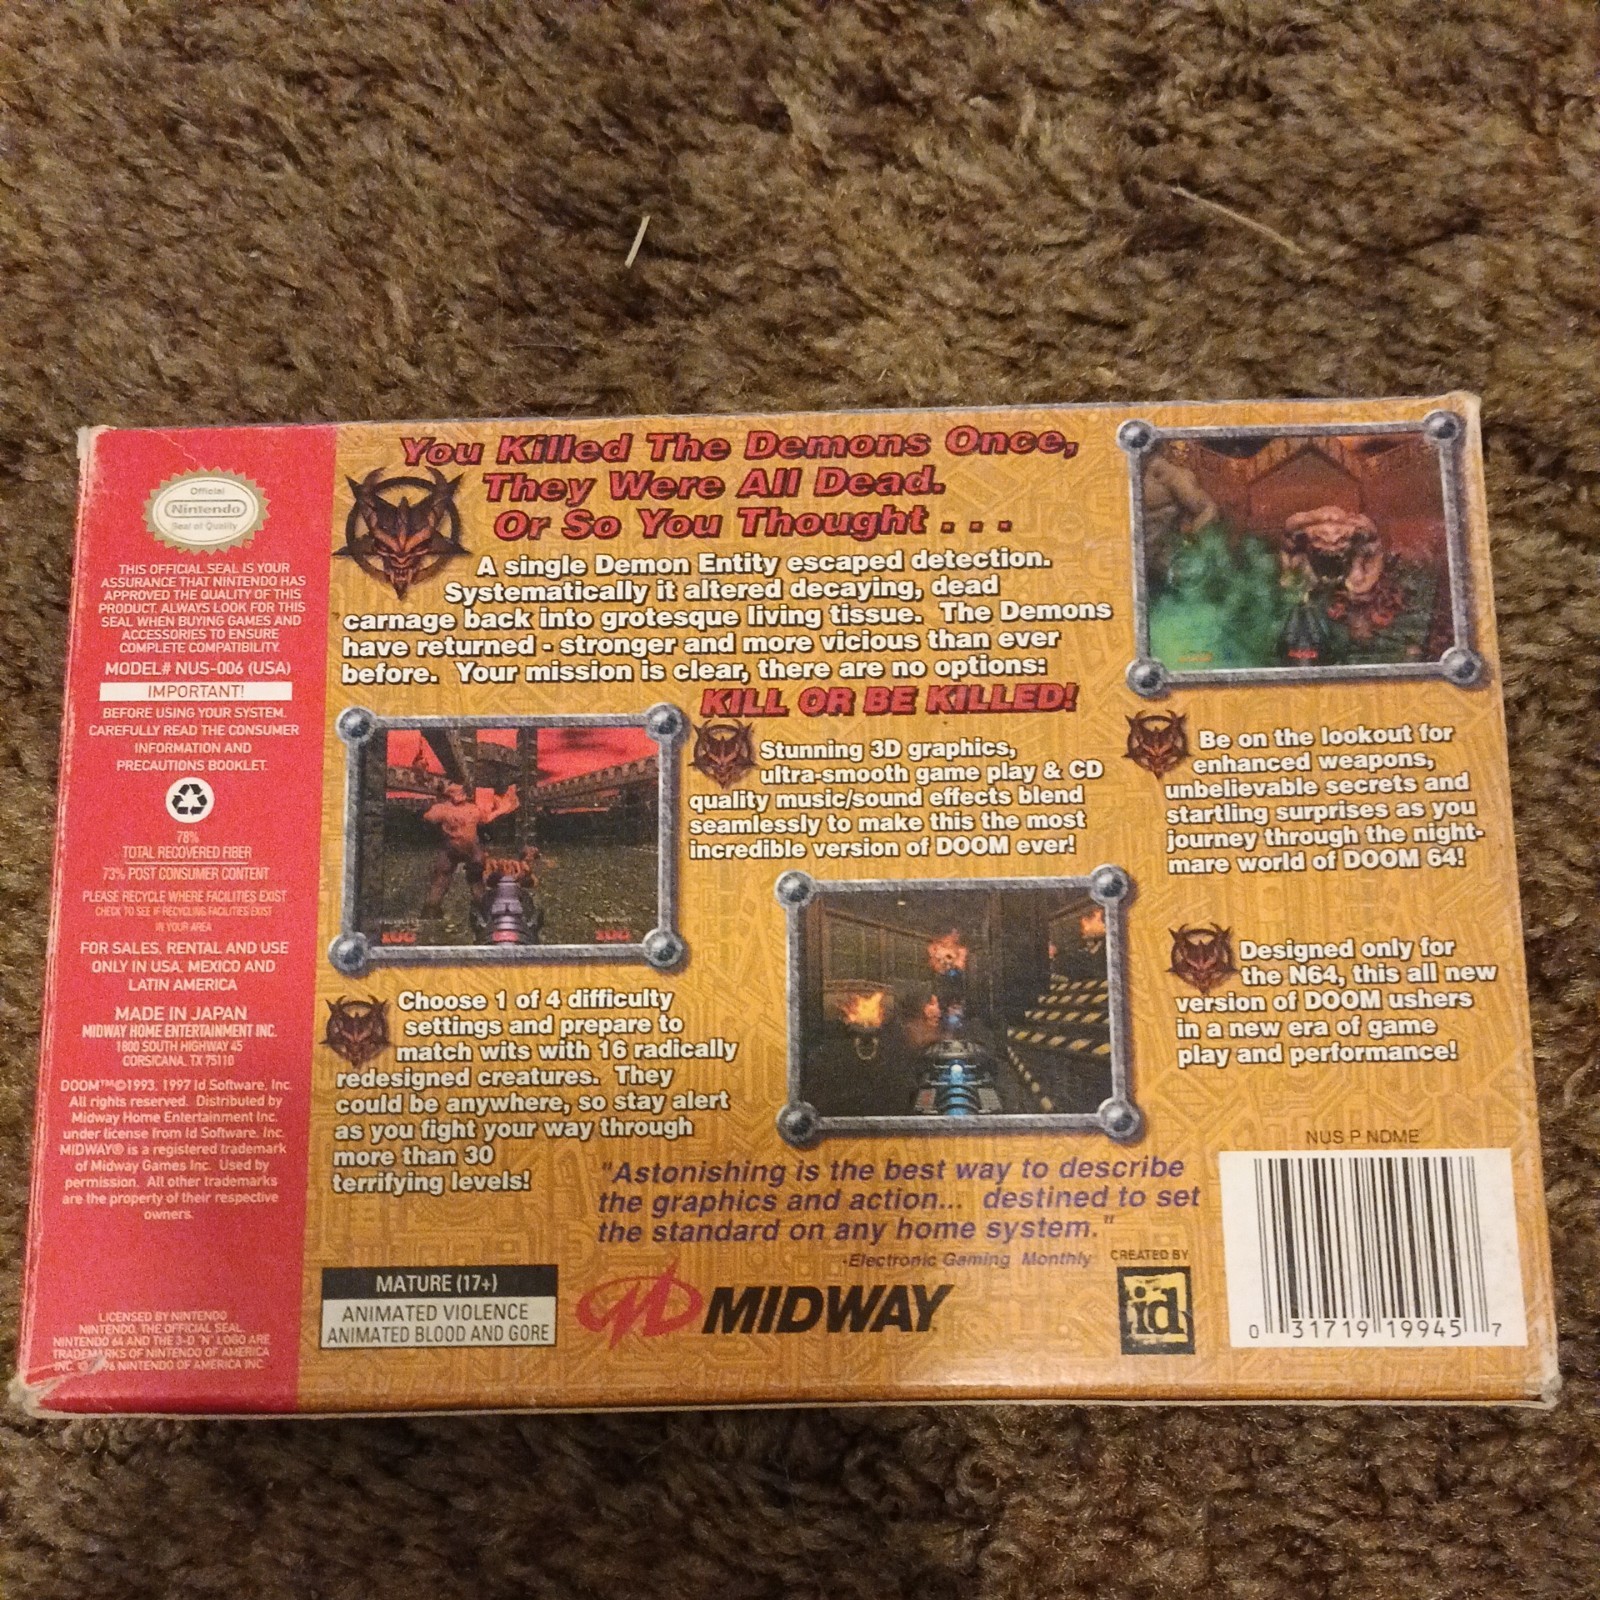 Official
Nintendo
Seal of Quality
THIS OFFICIAL SEAL IS YOUR
ASSURANCE THAT NINTENDO HAS
APPROVED THE QUALITY OF THIS
PRODUCT. ALWAYS LOOK FOR THIS
SEAL WHEN BUYING GAMES AND
ACCESSORIES TO ENSURE
COMPLETE COMPATIBILITY.
MODEL# NUS-006 (USA)
IMPORTANT!
BEFORE USING YOUR SYSTEM,
CAREFULLY READ THE CONSUMER
INFORMATION AND
PRECAUTIONS BOOKLET.
78%
TOTAL RECOVERED FIBER
73% POST CONSUMER CONTENT
PLEASE RECYCLE WHERE FACILITIES EXIST
CHECK TO SEE IF RECYCLING FACILITIES EXIST
IN YOUR AREA
FOR SALES, RENTAL AND USE
ONLY IN USA, MEXICO AND
LATIN AMERICA
MADE IN JAPAN
MIDWAY HOME ENTERTAINMENT INC.
1800 SOUTH HIGHWAY 45
CORSICANA, TX 75110
DOOM™©1993, 1997 Id Software, Inc.
All rights reserved. Distributed by
Midway Home Entertainment Inc.
under license from Id Software, Inc.
MIDWAY® is a registered trademark
of Midway Games Inc. Used by
permission. All other trademarks
are the property of their respective
owners.
LICENSED BY NINTENDO
NINTENDO, THE OFFICIAL SEAL,
NINTENDO 64 AND THE 3-D "N" LOGO ARE
TRADEMARKS OF NINTENDO OF AMERICA
INC. © 96 NINTENDO OF AMERICA INC.
You Killed The Demons Once,
They Were All Dead.
Or So You Thought . . .
A single Demon Entity escaped detection.
Systematically it altered decaying, dead
carnage back into grotesque living tissue. The Demons
have returned - stronger and more vicious than ever
before. Your mission is clear, there are no options:
KILL OR BE KILLED!
HEALTH
100
100
Stunning 3D graphics,
ultra-smooth game play & CD
quality music/sound effects blend
seamlessly to make this the most
incredible version of DOOM ever!
Be on the lookout for
enhanced weapons,
unbelievable secrets and
startling surprises as you
journey through the night-
mare world of DOOM 64!
Choose 1 of 4 difficulty
settings and prepare to
match wits with 16 radically
redesigned creatures. They
could be anywhere, so stay alert
as you fight your way through
more than 30
terrifying levels!
Designed only for
the N64, this all new
version of DOOM ushers
in a new era of game
play and performance!
"Astonishing is the best way to describe
the graphics and action... destined to set
the standard on any home system."
-Electronic Gaming Monthly
MATURE (17+)
ANIMATED VIOLENCE
ANIMATED BLOOD AND GORE
MIDWAY
CREATED BY
id
NUS P NDME
0 31719 19945 7